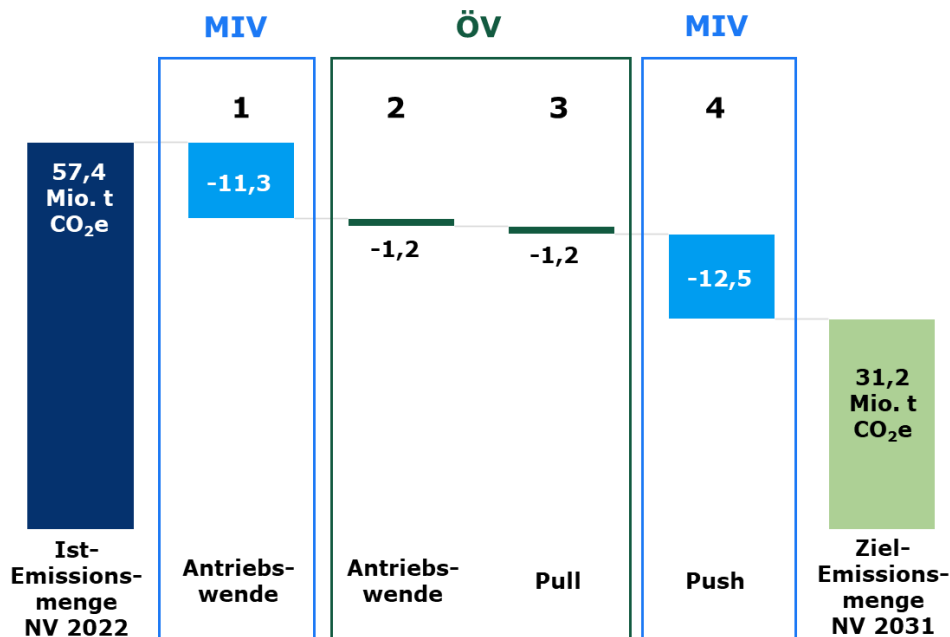 MIV
ÖV
MIV
1
2
3
4
57,4
Mio. t
CO₂e
-11,3
-1,2
-1,2
-12,5
31,2
Mio. t
CO₂e
Ist-
Emissions-
menge
NV 2022
Antriebs-
wende
Antriebs-
wende
Pull
Push
Ziel-
Emissions-
menge
NV 2031